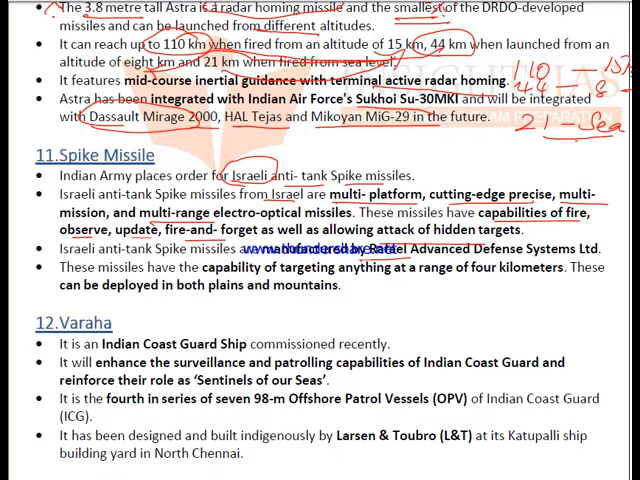 The 3.8 metre tall Astra is a radar homing missile and the smallest of the DRDO-developed
missiles and can be launched from different altitudes.
It can reach up to 110 km when fired from an altitude of 15 km, 44 km when launched from an
altitude of eight km and 21 km when fired from sea level.
It features mid-course inertial guidance with terminal active radar homing.
Astra has been integrated with Indian Air Force's Sukhoi Su-30MKI and will be integrated
with Dassault Mirage 2000, HAL Tejas and Mikoyan MiG-29 in the future.
110 — 15
44 — 8
21 — Sea
11.Spike Missile
Indian Army places order for Israeli anti-tank Spike missiles.
Israeli anti-tank Spike missiles from Israel are multi- platform, cutting-edge precise, multi-
mission, and multi-range electro-optical missiles. These missiles have capabilities of fire,
observe, update, fire-and- forget as well as allowing attack of hidden targets.
Israeli anti-tank Spike missiles are manufactured by Rafael Advanced Defense Systems Ltd.
These missiles have the capability of targeting anything at a range of four kilometers. These
can be deployed in both plains and mountains.
12.Varaha
It is an Indian Coast Guard Ship commissioned recently.
It will enhance the surveillance and patrolling capabilities of Indian Coast Guard and
reinforce their role as 'Sentinels of our Seas'.
It is the fourth in series of seven 98-m Offshore Patrol Vessels (OPV) of Indian Coast Guard
(ICG).
It has been designed and built indigenously by Larsen & Toubro (L&T) at its Katupalli ship
building yard in North Chennai.